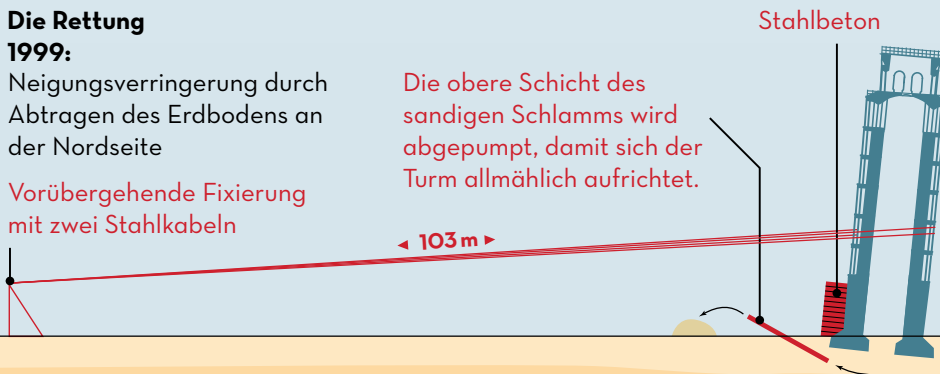 Die Rettung
1999:
Neigungsverringerung durch
Abtragen des Erdbodens an
der Nordseite
Vorübergehende Fixierung
mit zwei Stahlkabeln
103 m
Die obere Schicht des
sandigen Schlamms wird
abgepumpt, damit sich der
Turm allmählich aufrichtet.
Stahlbeton